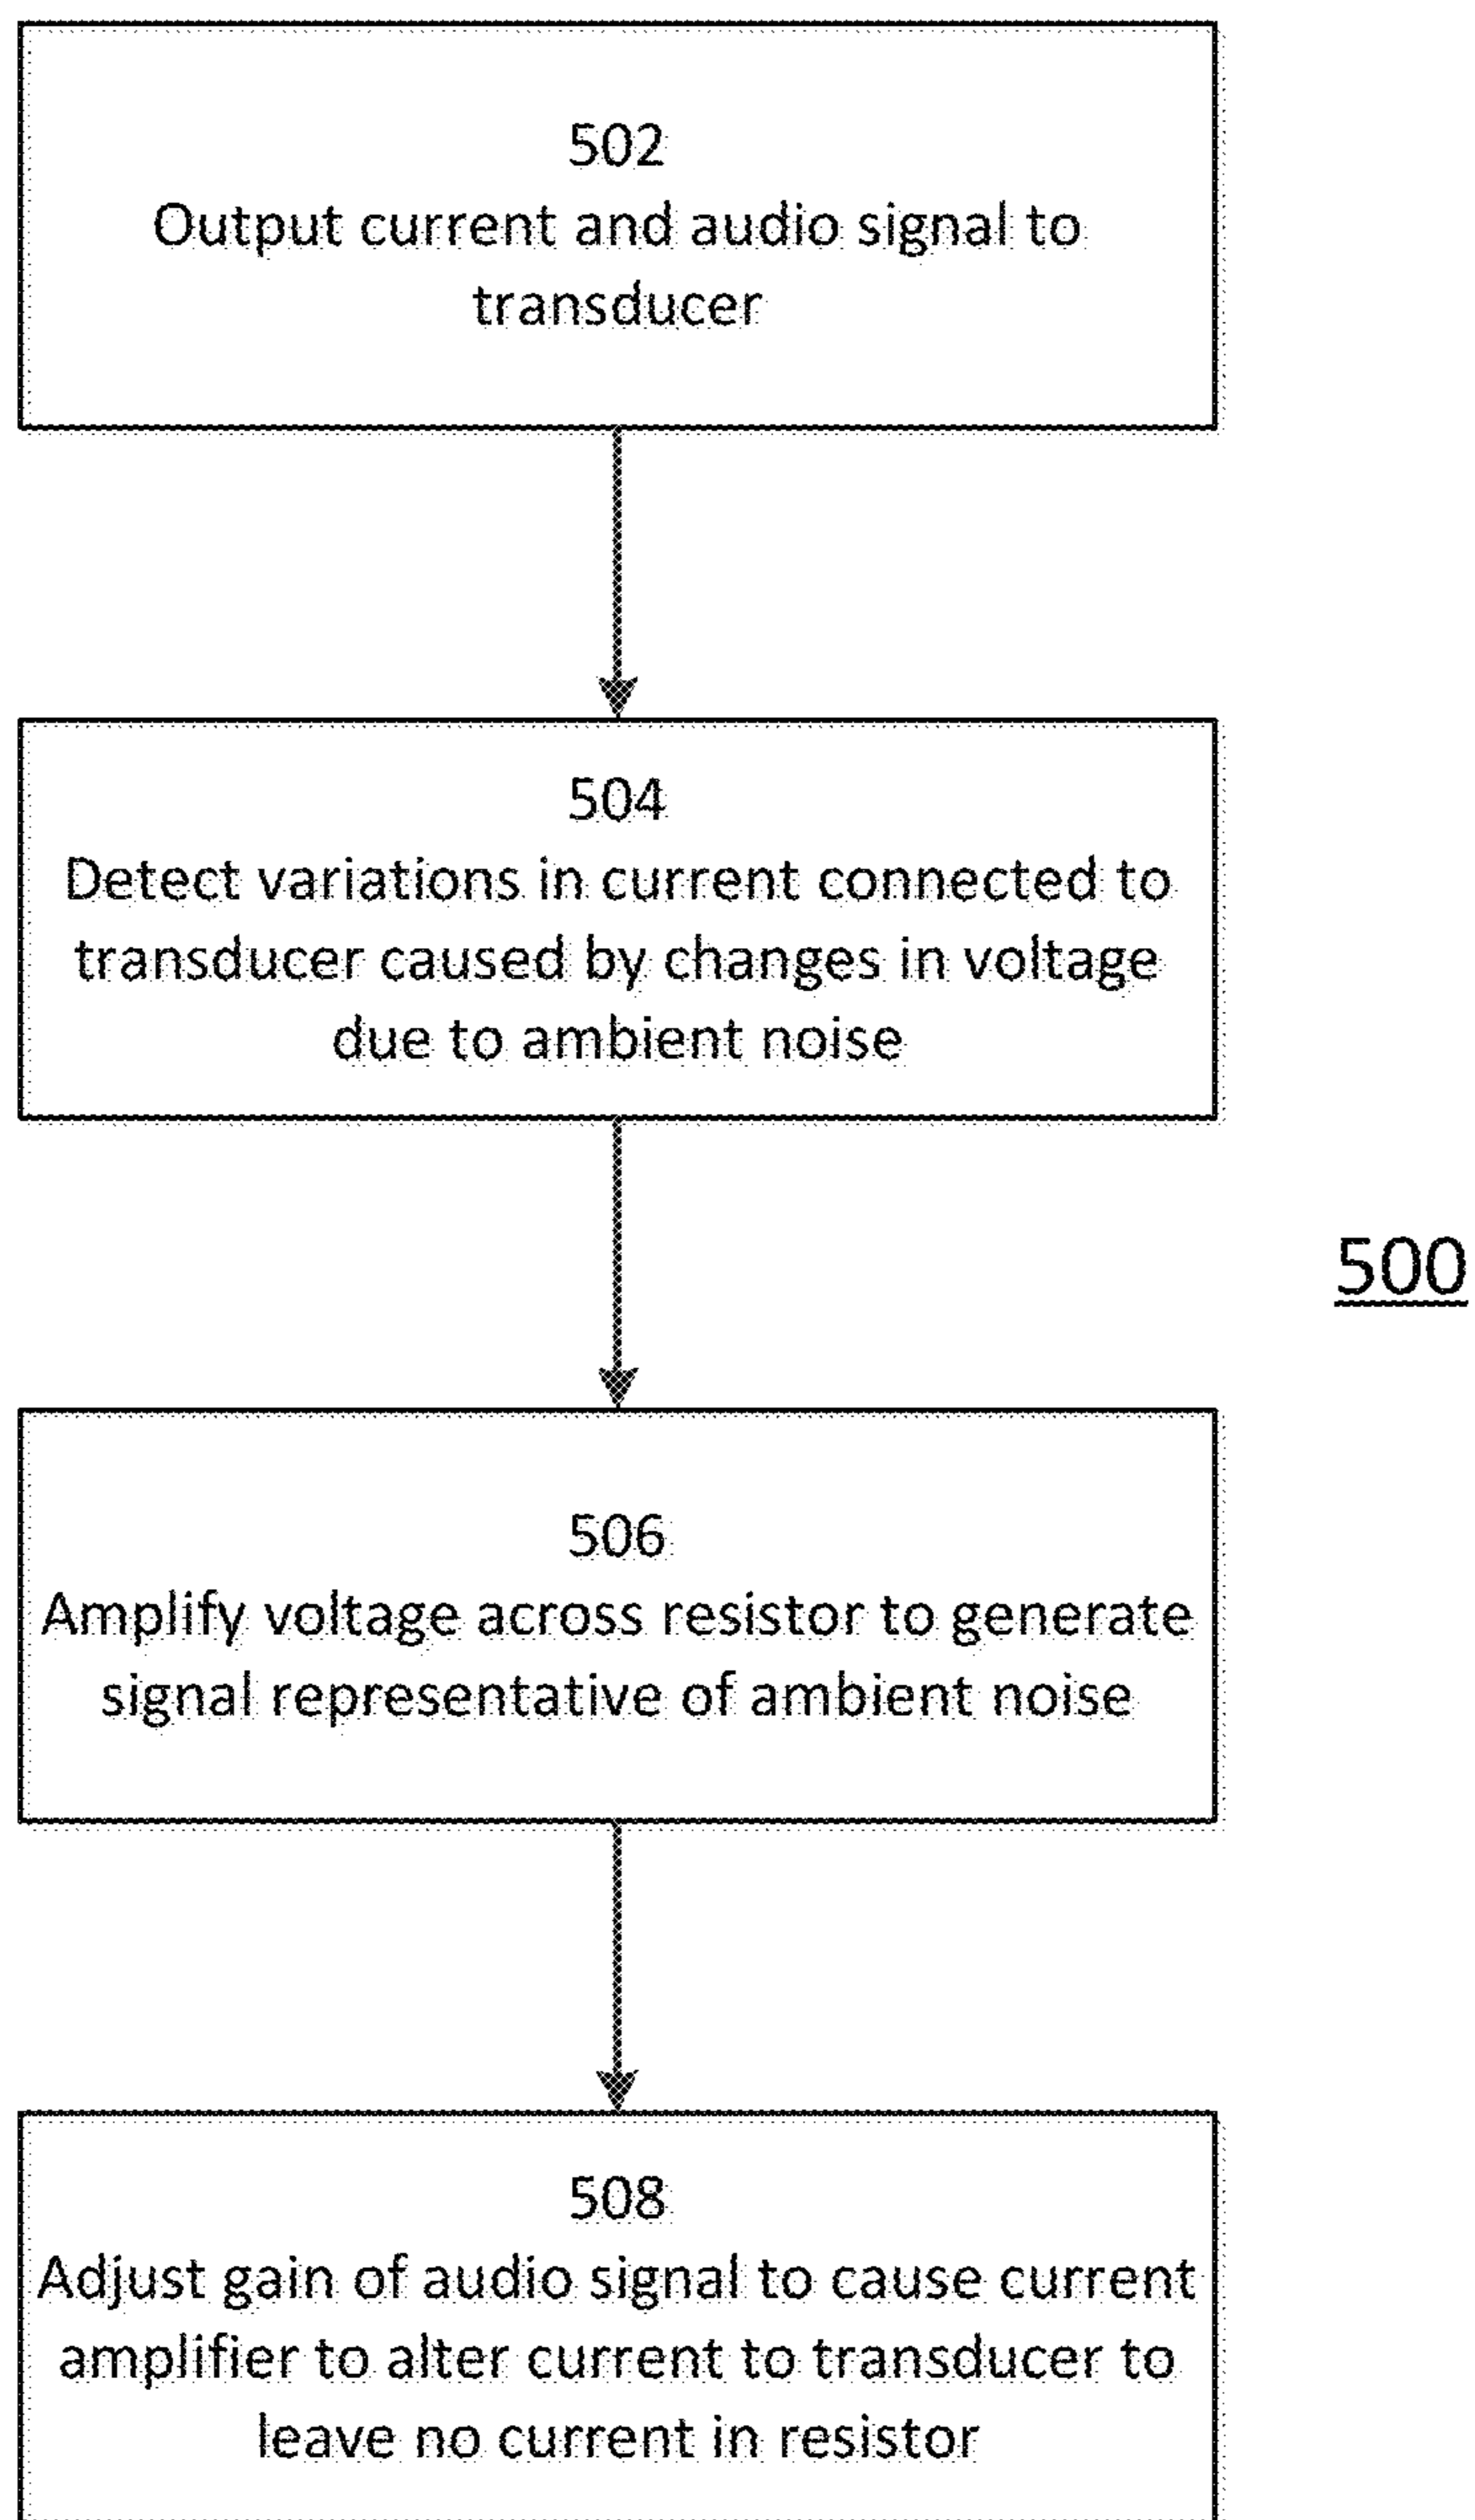 502
Output current and audio signal to
transducer
504
Detect variations in current connected to
transducer caused by changes in voltage
due to ambient noise
500
506
Amplify voltage across resistor to generate
signal representative of ambient noise
508
Adjust gain of audio signal to cause current
amplifier to alter current to transducer to
leave no current in resistor